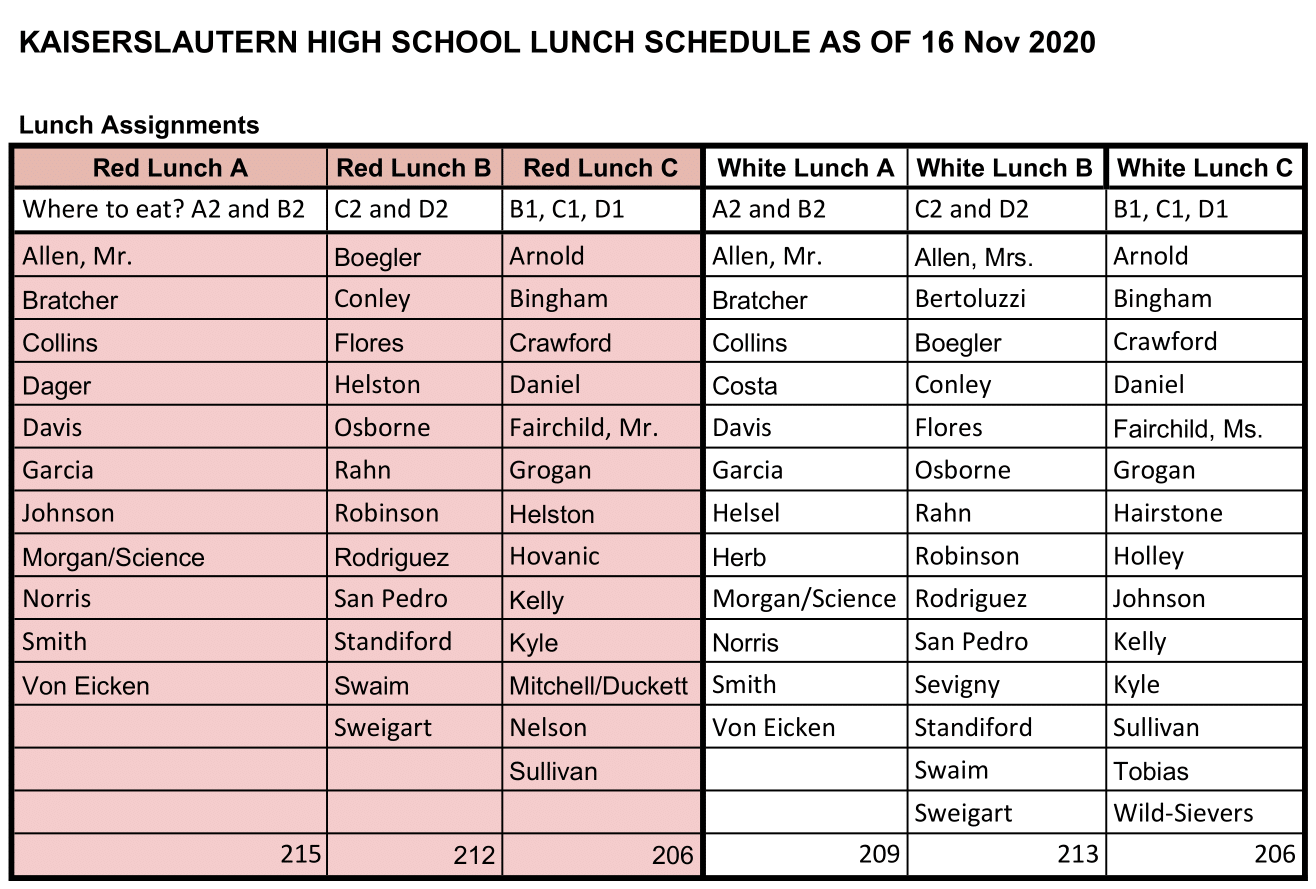 KAISERSLAUTERN HIGH SCHOOL LUNCH SCHEDULE AS OF 16 Nov 2020
Lunch Assignments
Red Lunch A Red Lunch B Red Lunch C White Lunch A White Lunch B White Lunch C
Where to eat? A2 and B2 C2 and D2 B1, C1, D1 A2 and B2 C2 and D2 B1, C1, D1
Allen, Mr. Boegler Arnold Allen, Mr. Allen, Mrs. Arnold
Bratcher Conley Bingham Bratcher Bertoluzzi Bingham
Collins Flores Crawford Collins Boegler Crawford
Dager Helston Daniel Costa Conley Daniel
Davis Osborne Fairchild, Mr. Davis Flores Fairchild, Ms.
Garcia Rahn Grogan Garcia Osborne Grogan
Johnson Robinson Helston Helsel Rahn Hairstone
Morgan/Science Rodriguez Hovanic Herb Robinson Holley
Norris San Pedro Kelly Morgan/Science Rodriguez Johnson
Smith Standiford Kyle Norris San Pedro Kelly
Von Eicken Swaim Mitchell/Duckett Smith Sevigny Kyle
Sweigart Nelson Von Eicken Standiford Sullivan
Sullivan Swaim Tobias
Sweigart Wild-Sievers
215 212 206 209 213 206